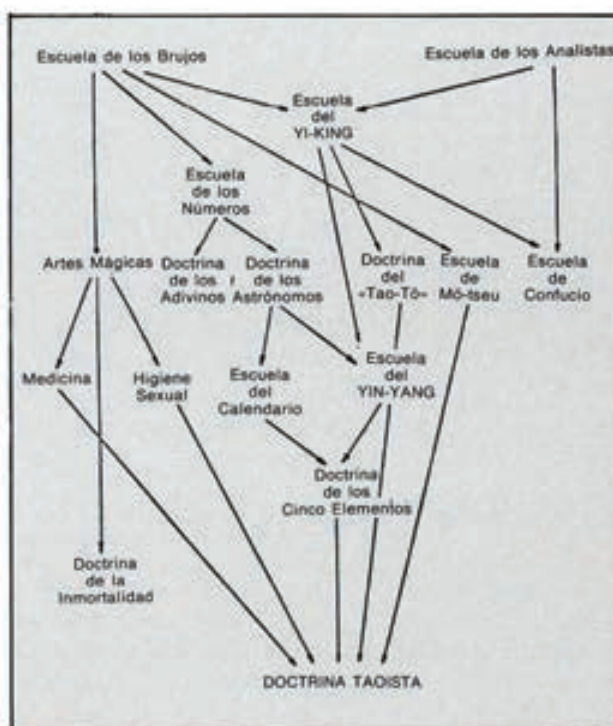 Escuela de los Brujos
Escuela de los Analistas
Escuela
del
YI-KING
Escuela
de los
Números
Artes Mágicas
Doctrina
de los
Adivinos
Doctrina
de los
Astrónomos
Doctrina
del
«Tao-Tö»
Escuela
de
Mö-tseu
Escuela
de
Confucio
Medicina
Higiene
Sexual
Escuela
del
Calendario
Escuela
del
YIN-YANG
Doctrina
de los
Cinco Elementos
Doctrina
de la
Inmortalidad
DOCTRINA TAOISTA